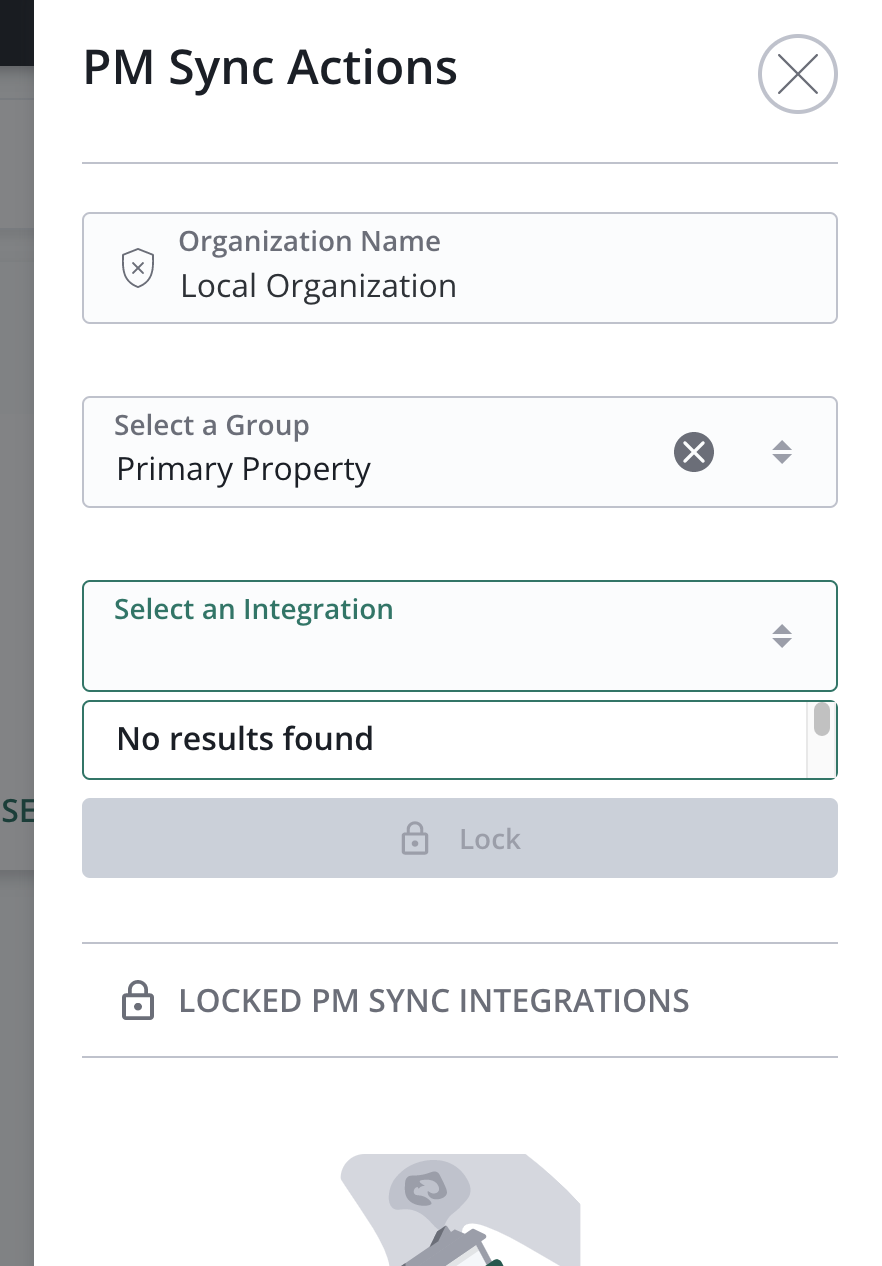 PM Sync Actions
Organization Name
Local Organization
Select a Group
Primary Property
Select an Integration
No results found
SE
Lock
LOCKED PM SYNC INTEGRATIONS